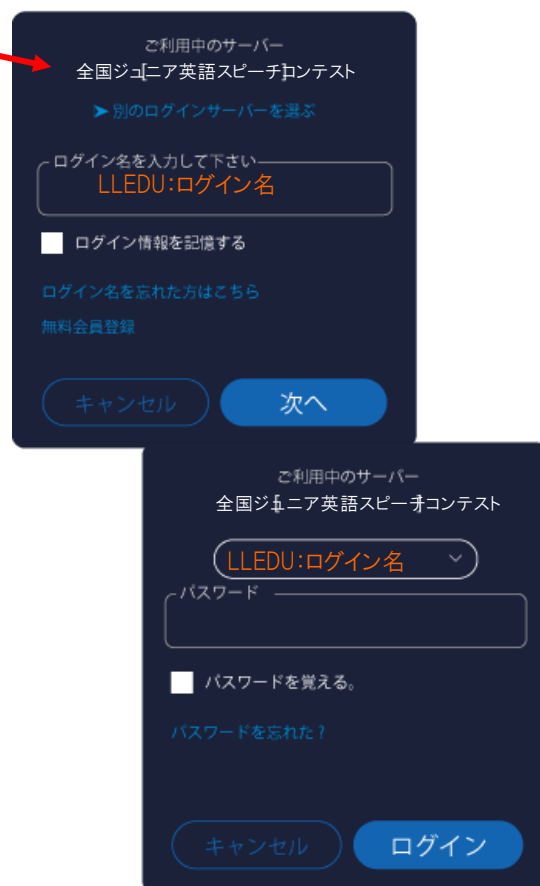 ご利用中のサーバー
全国ジュニア英語スピーチコンテスト
➤別のログインサーバーを選ぶ
ログイン名を入力して下さい
LLEDU:ログイン名
ログイン情報を記憶する
ログイン名を忘れた方はこちら
無料会員登録
キャンセル
次へ
ご利用中のサーバー
全国ジュニア英語スピーチコンテスト
LLEDU:ログイン名
パスワード
パスワードを覚える。
パスワードを忘れた?
キャンセル
ログイン